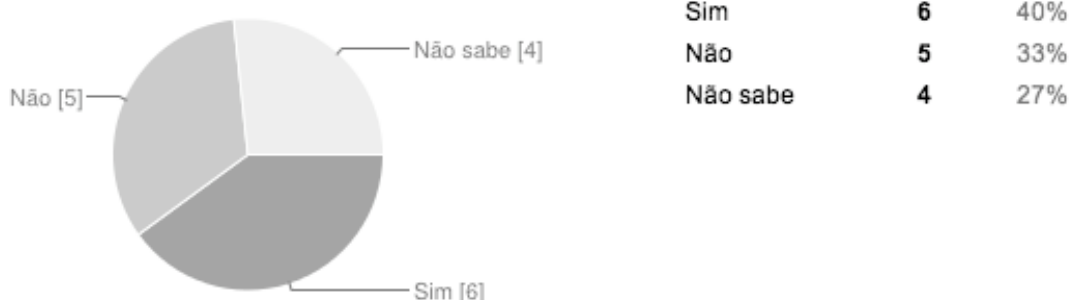 Não sabe [4]
Não [5]
Sim [6]
Sim 6 40%
Não 5 33%
Não sabe 4 27%